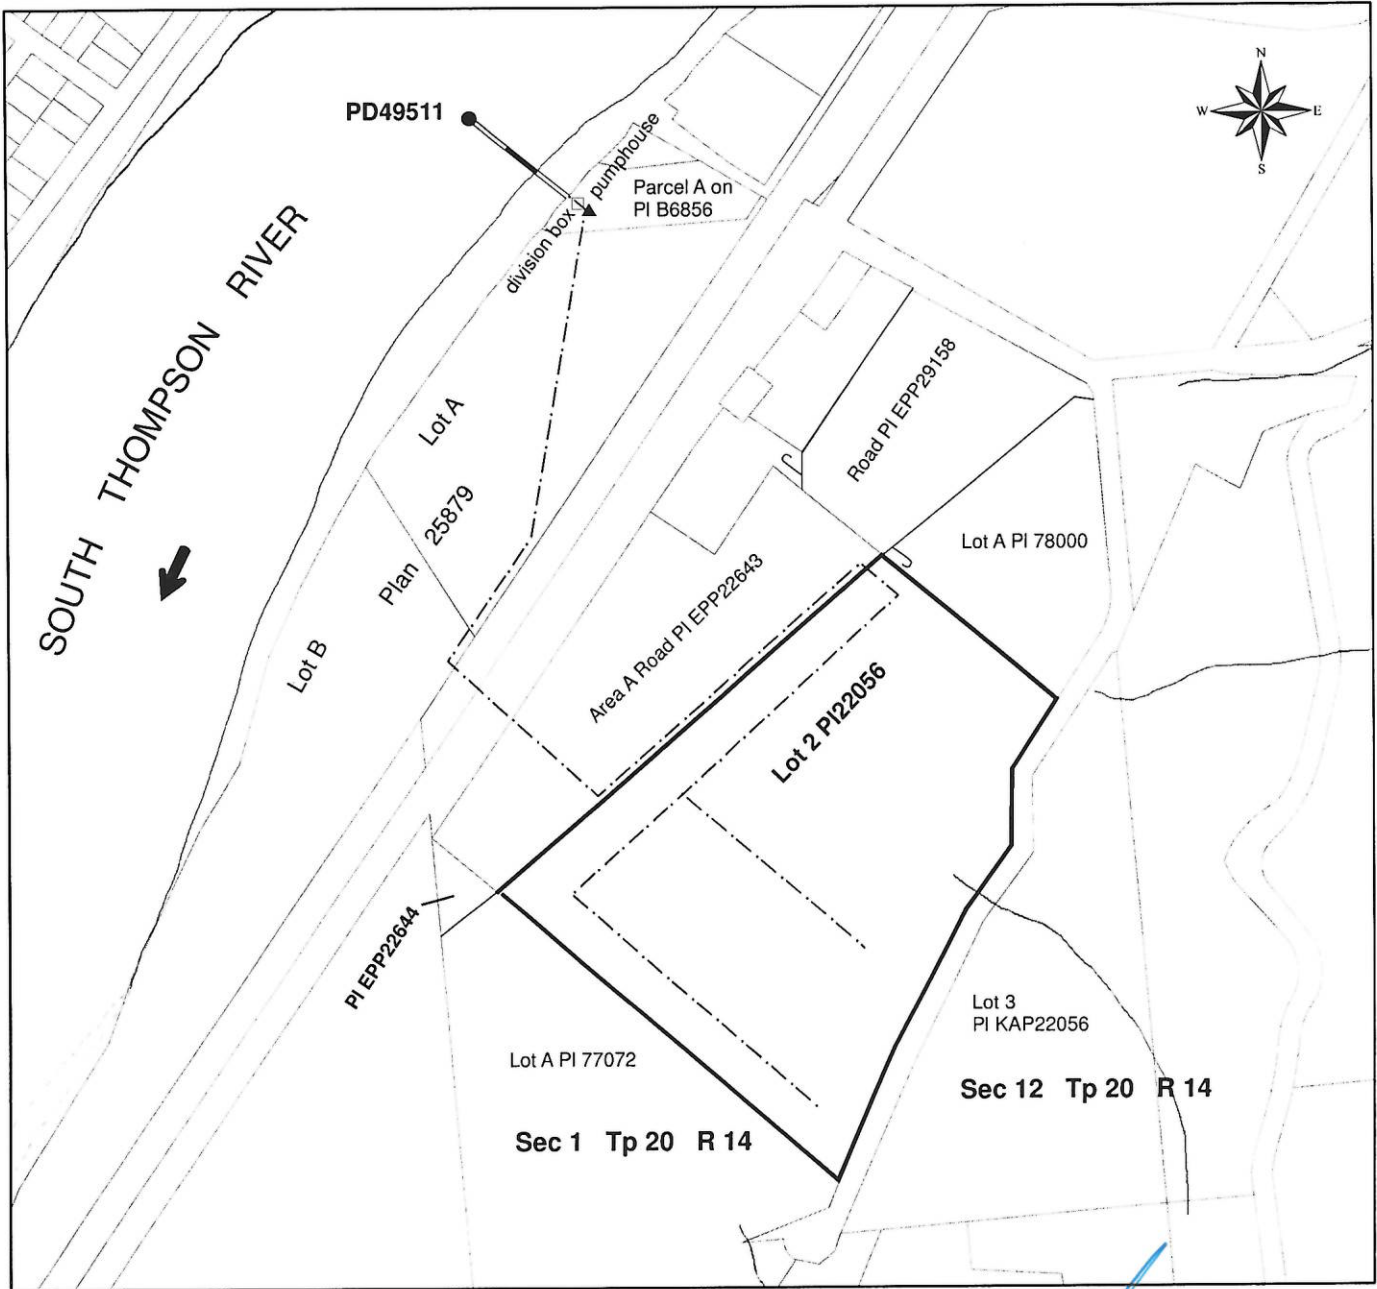 N
W E
S
PD49511
pumphouse
division box
Parcel A on
Pl B6856
SOUTH THOMPSON RIVER
Lot A
Plan 25879
Lot B
Road Pl EPP29158
Lot A Pl 78000
Area A Road Pl EPP22643
Lot 2 Pl22056
Pl EPP22644
Lot 3
Pl KAP22056
Lot A Pl 77072
Sec 12 Tp 20 R 14
Sec 1 Tp 20 R 14